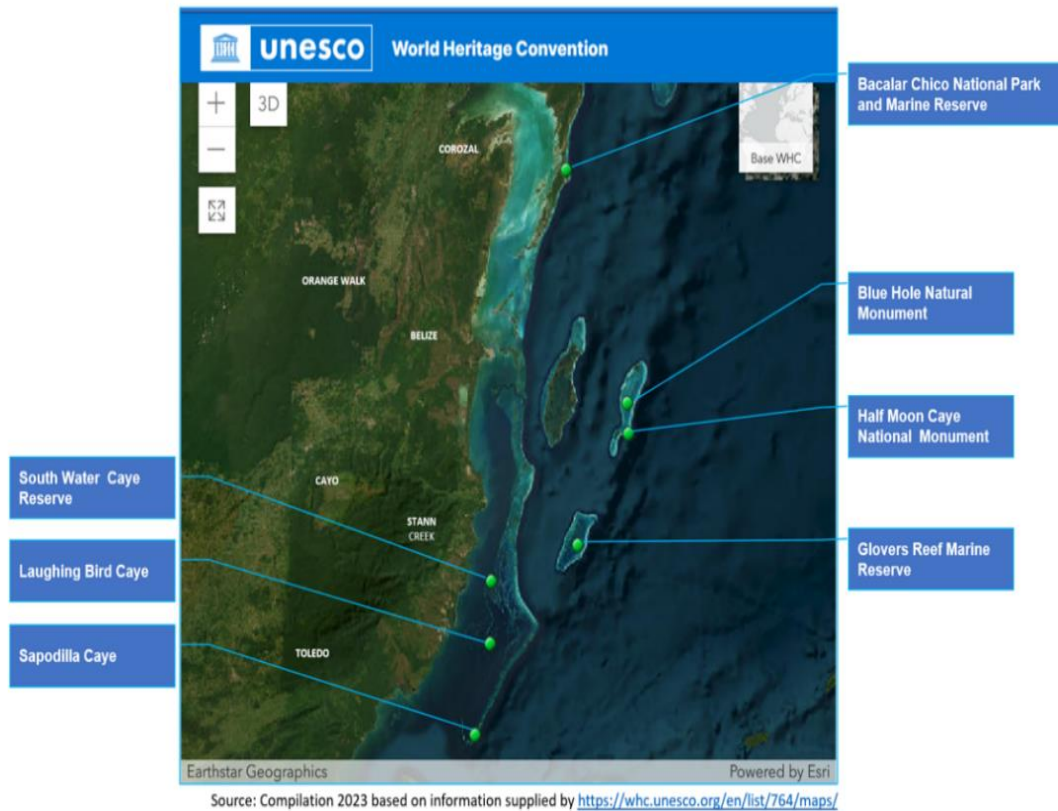 unesco
World Heritage Convention
+
3D
−
Base WHC
Bacalar Chico National Park
and Marine Reserve
COROZAL
ORANGE WALK
BELIZE
Blue Hole Natural
Monument
Half Moon Caye
National Monument
CAYO
STANN
CREEK
South Water Caye
Reserve
Glovers Reef Marine
Reserve
Laughing Bird Caye
TOLEDO
Sapodilla Caye
Earthstar Geographics
Powered by Esri
Source: Compilation 2023 based on information supplied by https://whc.unesco.org/en/list/764/maps/